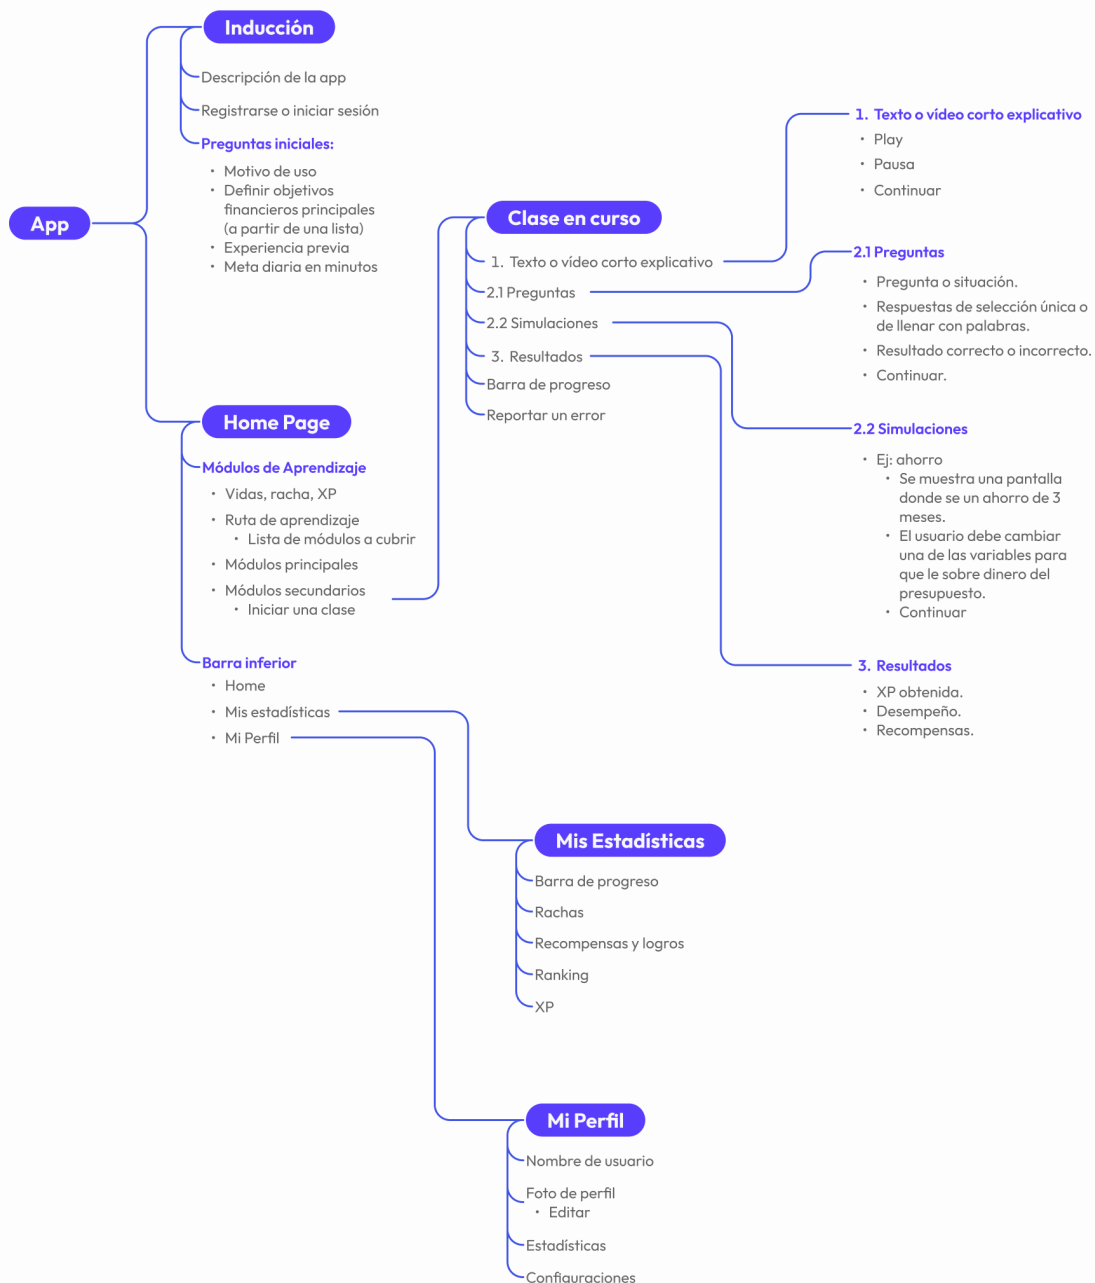 App
Inducción
Descripción de la app
Registrarse o iniciar sesión
Preguntas iniciales:
• Motivo de uso
• Definir objetivos
financieros principales
(a partir de una lista)
• Experiencia previa
• Meta diaria en minutos
Home Page
Módulos de Aprendizaje
• Vidas, racha, XP
• Ruta de aprendizaje
• Lista de módulos a cubrir
• Módulos principales
• Módulos secundarios
• Iniciar una clase
Barra inferior
• Home
• Mis estadísticas
• Mi Perfil
Clase en curso
1. Texto o vídeo corto explicativo
2.1 Preguntas
2.2 Simulaciones
3. Resultados
Barra de progreso
Reportar un error
1. Texto o vídeo corto explicativo
• Play
• Pausa
• Continuar
2.1 Preguntas
• Pregunta o situación.
• Respuestas de selección única o
de llenar con palabras.
• Resultado correcto o incorrecto.
• Continuar.
2.2 Simulaciones
• Ej: ahorro
• Se muestra una pantalla
donde se un ahorro de 3
meses.
• El usuario debe cambiar
una de las variables para
que le sobre dinero del
presupuesto.
• Continuar
3. Resultados
• XP obtenida.
• Desempeño.
• Recompensas.
Mis Estadísticas
Barra de progreso
Rachas
Recompensas y logros
Ranking
XP
Mi Perfil
Nombre de usuario
Foto de perfil
• Editar
Estadísticas
Configuraciones